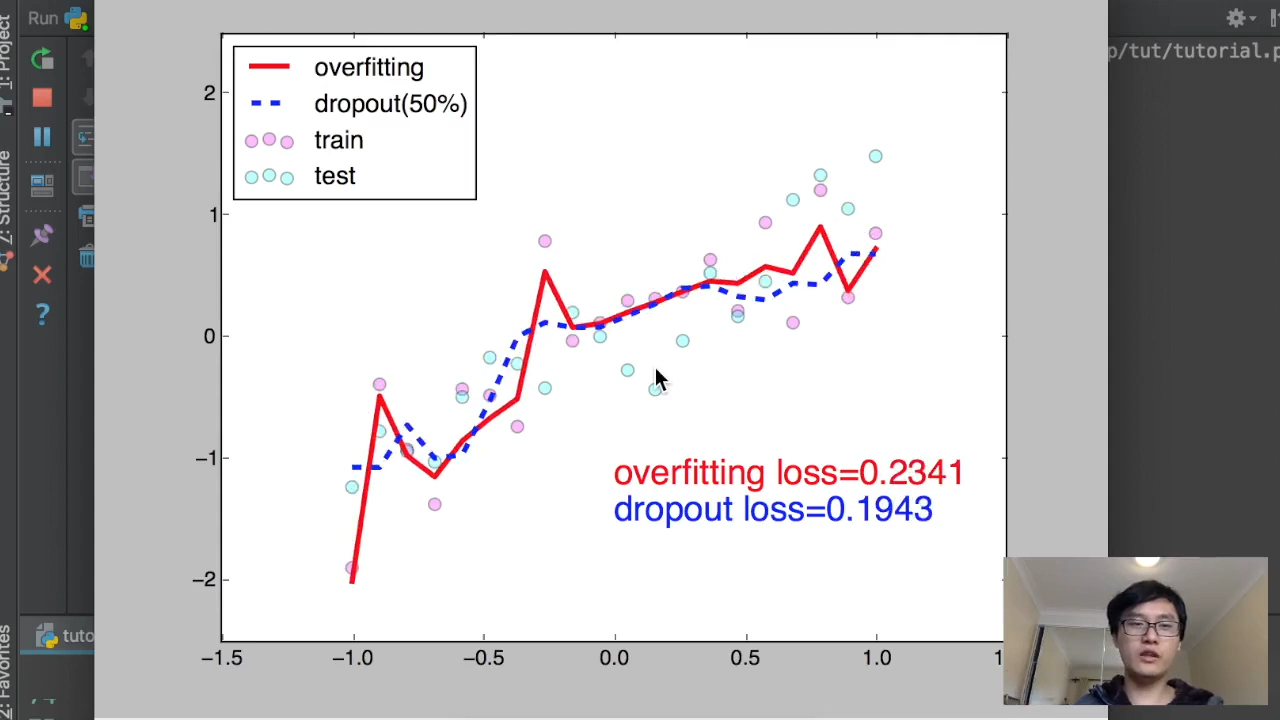 Run
1: Project
p/tut/tutorial.p
overfitting
dropout(50%)
train
test
7: Structure
?
2
1
0
−1
−2
overfitting loss=0.2341
dropout loss=0.1943
tuto
2: Favorites
−1.5
−1.0
−0.5
0.0
0.5
1.0
1